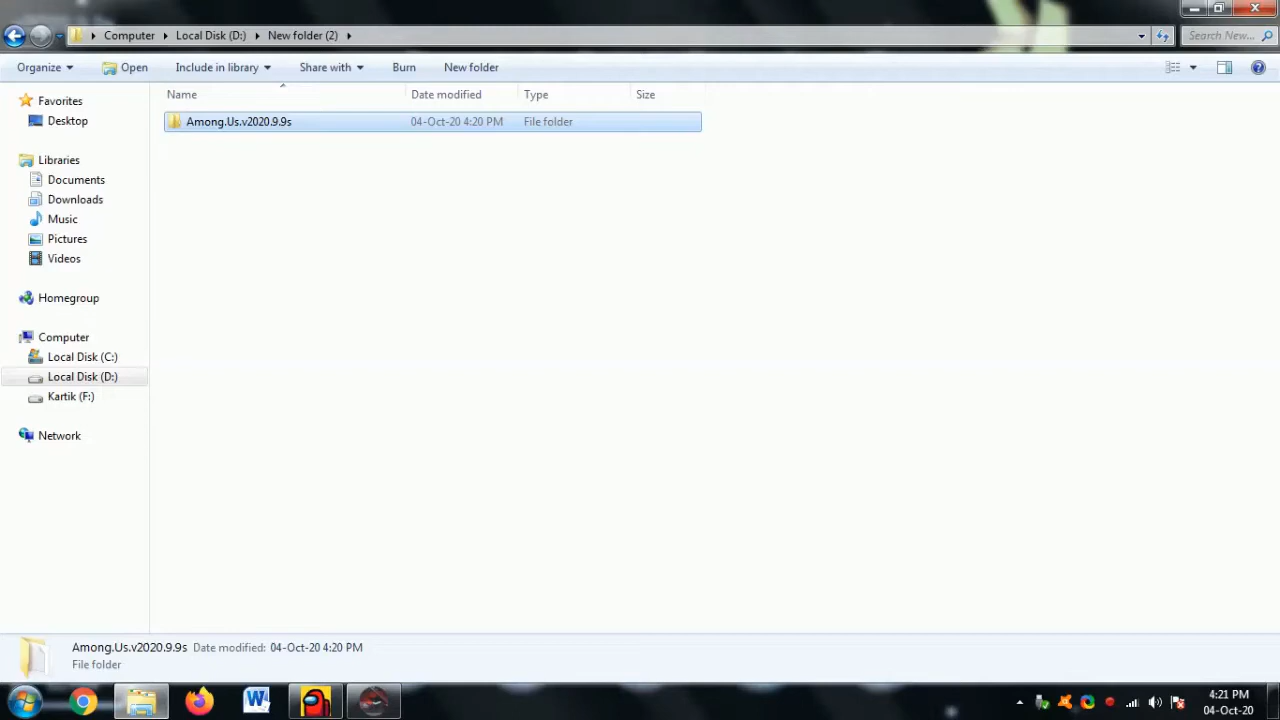 Computer Local Disk (D:) New folder (2) Search New...
Organize Open Include in library Share with Burn New folder
Name Date modified Type Size
Among.Us.v2020.9.9s 04-Oct-20 4:20 PM File folder
Favorites
Desktop
Libraries
Documents
Downloads
Music
Pictures
Videos
Homegroup
Computer
Local Disk (C:)
Local Disk (D:)
Kartik (F:)
Network
Among.Us.v2020.9.9s Date modified: 04-Oct-20 4:20 PM
File folder
W
4:21 PM
04-Oct-20